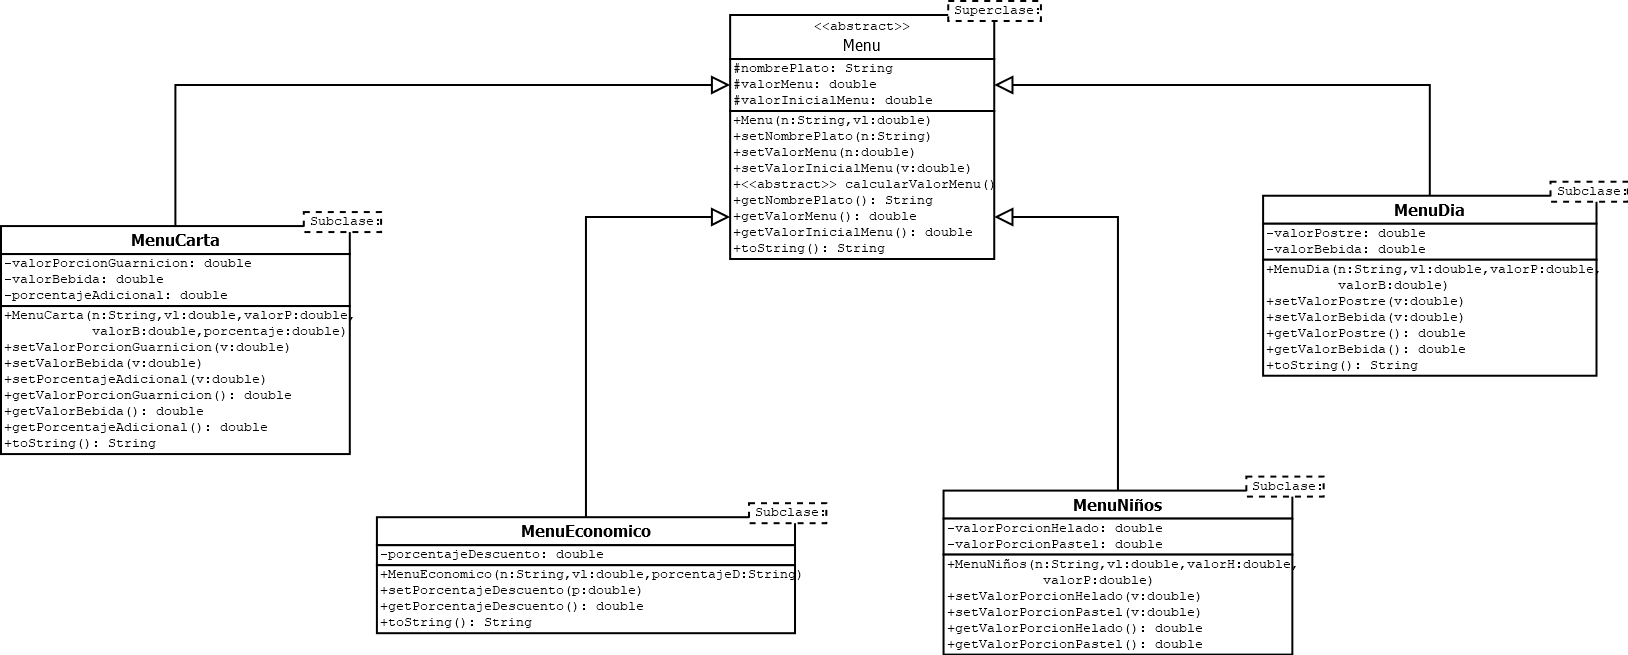 Superclase:
<<abstract>>
Menu
#nombrePlato: String
#valorMenu: double
#valorInicialMenu: double
+Menu(n:String,vl:double)
+setNombrePlato(n:String)
+setValorMenu(n:double)
+setValorInicialMenu(v:double)
+<<abstract>> calcularValorMenu()
+getNombrePlato(): String
+getValorMenu(): double
+getValorInicialMenu(): double
+toString(): String
Subclase:
MenuCarta
-valorPorcionGuarnicion: double
-valorBebida: double
-porcentajeAdicional: double
+MenuCarta(n:String,vl:double,valorP:double,
valorB:double,porcentaje:double)
+setValorPorcionGuarnicion(v:double)
+setValorBebida(v:double)
+setPorcentajeAdicional(v:double)
+getValorPorcionGuarnicion(): double
+getValorBebida(): double
+getPorcentajeAdicional(): double
+toString(): String
Subclase:
MenuEconomico
-porcentajeDescuento: double
+MenuEconomico(n:String,vl:double,porcentajeD:String)
+setPorcentajeDescuento(p:double)
+getPorcentajeDescuento(): double
+toString(): String
Subclase:
MenuNiños
-valorPorcionHelado: double
-valorPorcionPastel: double
+MenuNiños(n:String,vl:double,valorH:double,
valorP:double)
+setValorPorcionHelado(v:double)
+setValorPorcionPastel(v:double)
+getValorPorcionHelado(): double
+getValorPorcionPastel(): double
Subclase:
MenuDia
-valorPostre: double
-valorBebida: double
+MenuDia(n:String,vl:double,valorP:double,
valorB:double)
+setValorPostre(v:double)
+setValorBebida(v:double)
+getValorPostre(): double
+getValorBebida(): double
+toString(): String